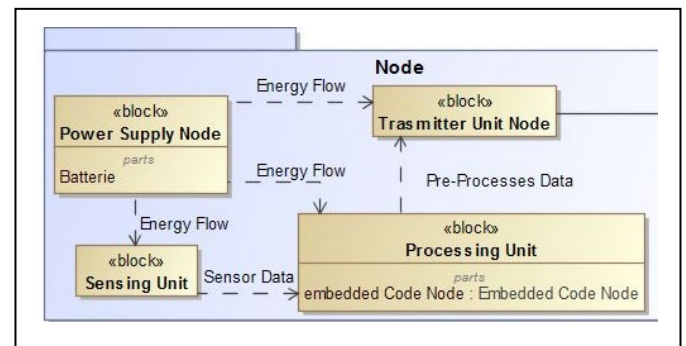 Node
Energy Flow
«block»
Power Supply Node
parts
Batterie
«block»
Trasmitter Unit Node
Energy Flow
Pre-Processes Data
Energy Flow
«block»
Sensing Unit
Sensor Data
«block»
Processing Unit
parts
embedded Code Node : Embedded Code Node